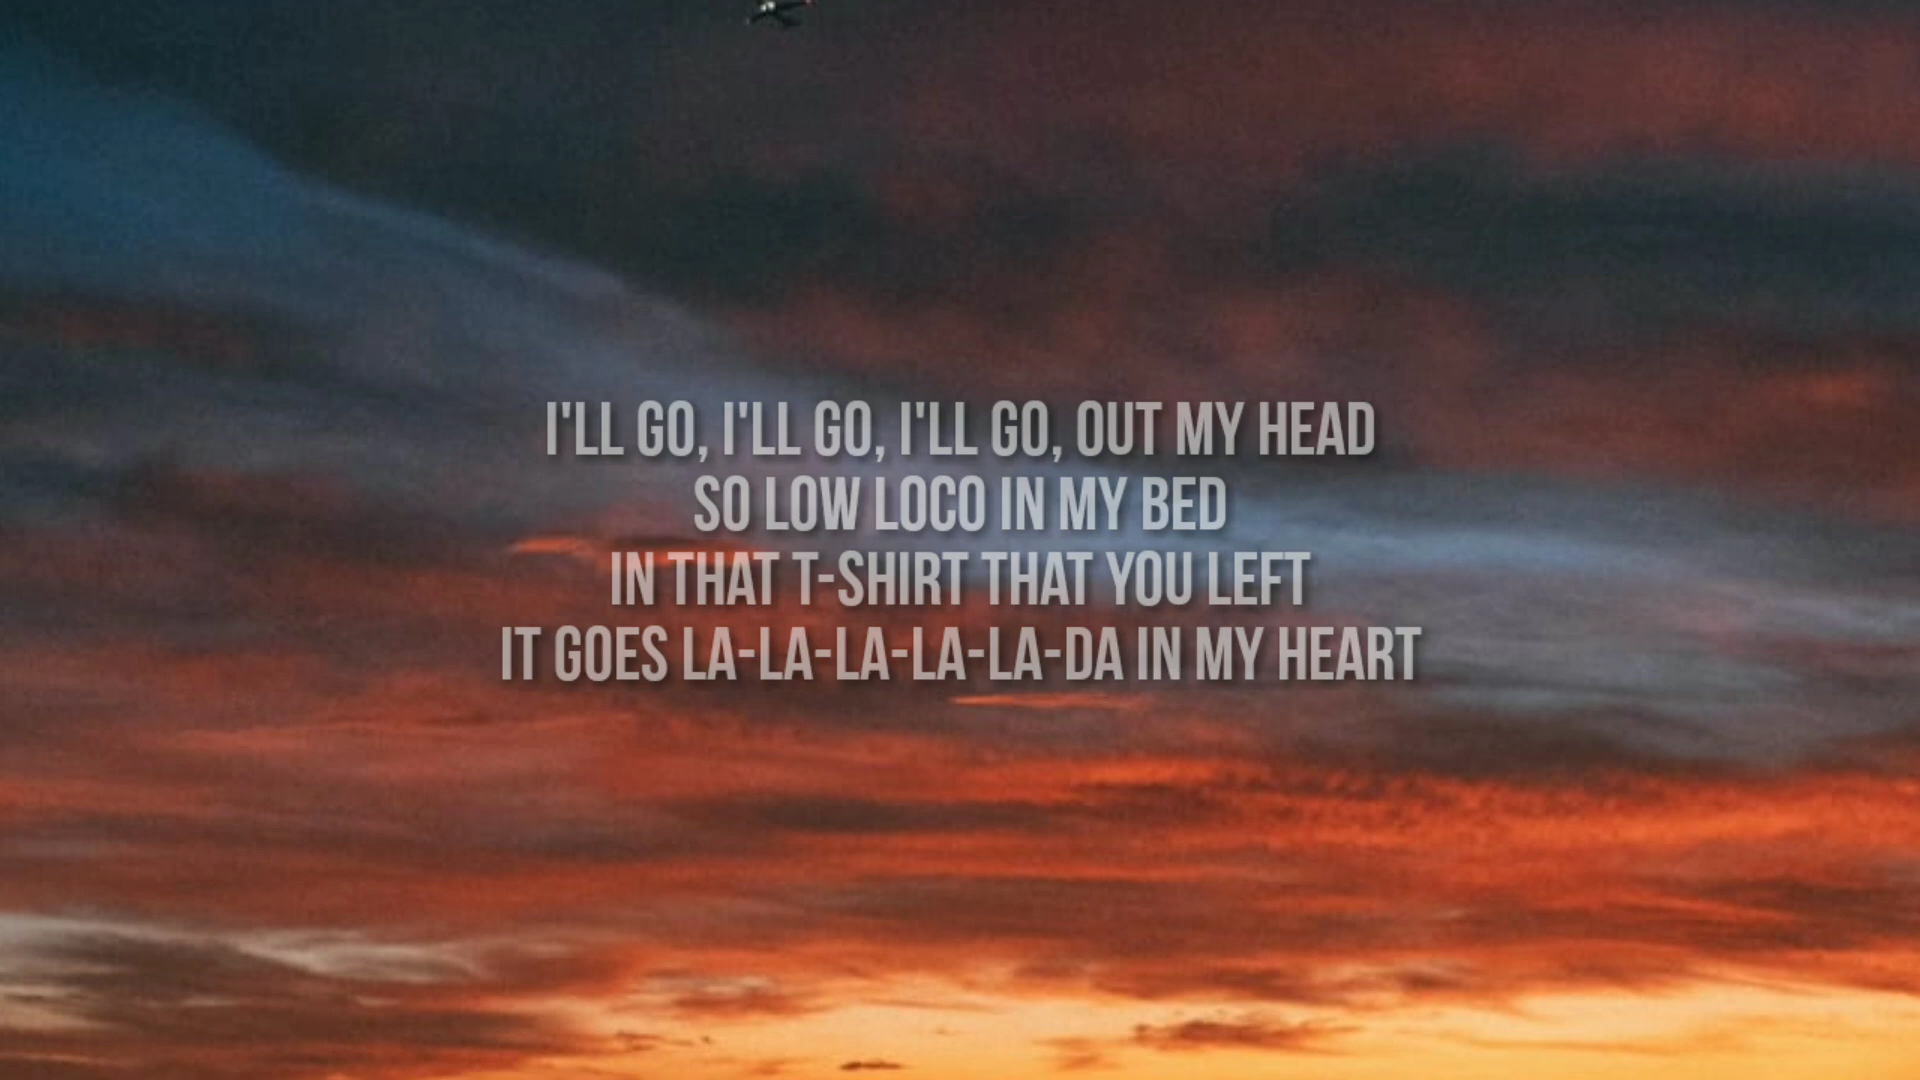 I'LL GO, I'LL GO, I'LL GO, OUT MY HEAD
SO LOW LOCO IN MY BED
IN THAT T-SHIRT THAT YOU LEFT
IT GOES LA-LA-LA-LA-LA-DA IN MY HEART